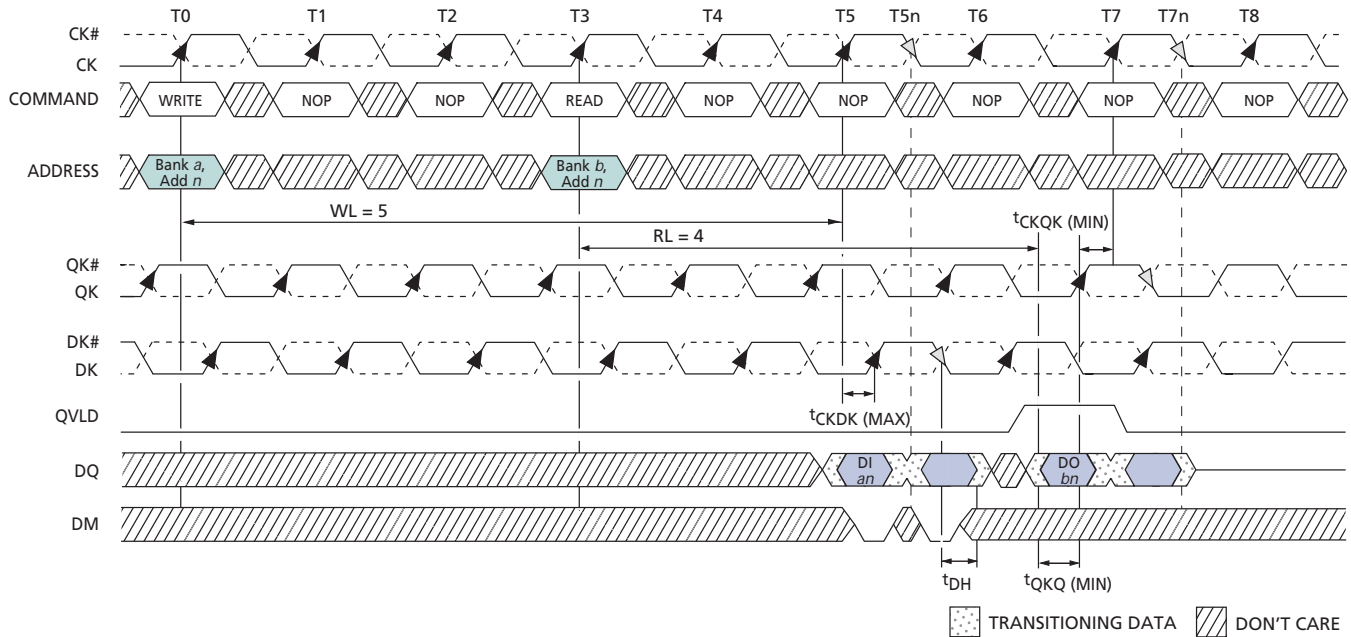 T0 T1 T2 T3 T4 T5 T5n T6 T7 T7n T8
CK#
CK
COMMAND WRITE NOP NOP READ NOP NOP NOP NOP NOP
ADDRESS Bank a, Add n Bank b, Add n
WL = 5
RL = 4
tCKQK (MIN)
QK#
QK
DK#
DK
tCKDK (MAX)
QVLD
DQ DI an DO bn
DM
tDH tQKQ (MIN)
TRANSITIONING DATA DON'T CARE